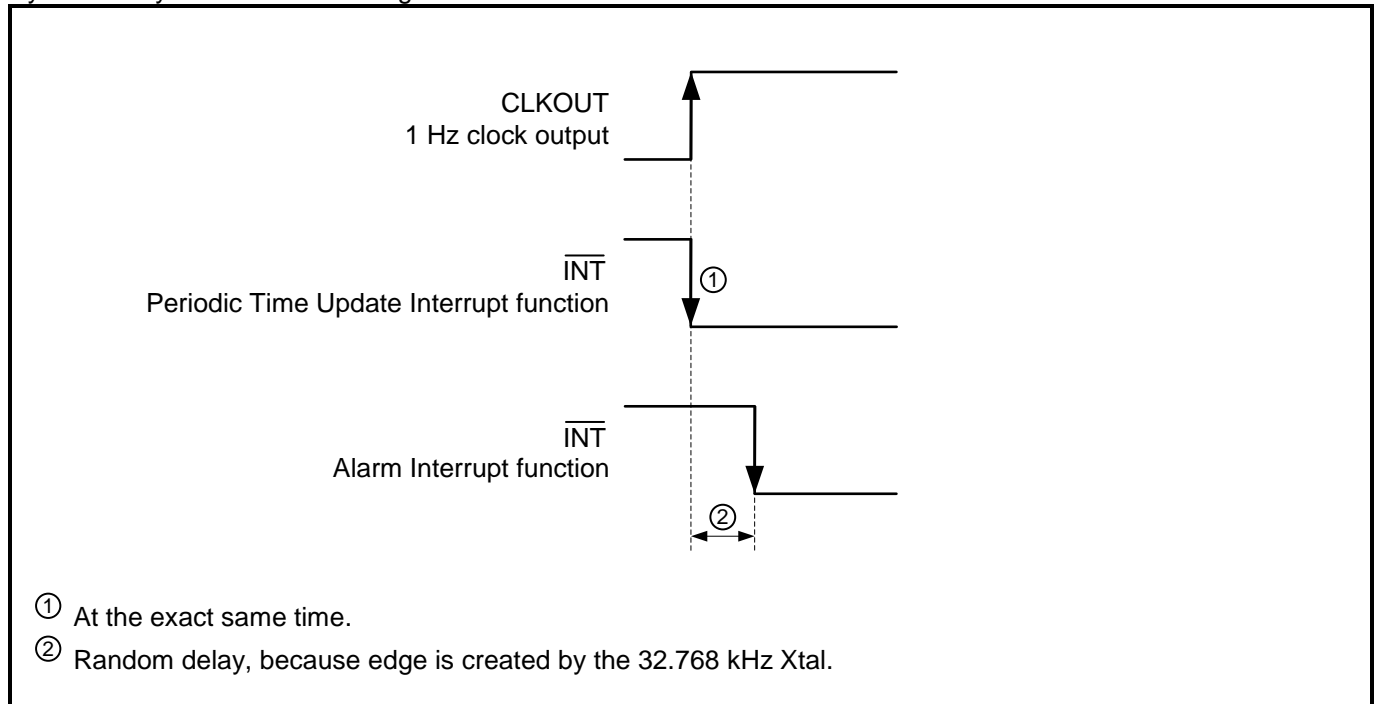 CLKOUT
1 Hz clock output
INT
Periodic Time Update Interrupt function
①
INT
Alarm Interrupt function
②
① At the exact same time.
② Random delay, because edge is created by the 32.768 kHz Xtal.